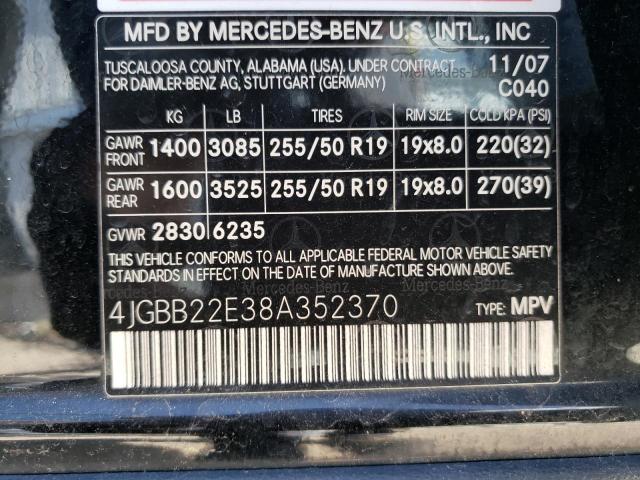 MFD BY MERCEDES-BENZ U.S. INTL., INC
TUSCALOOSA COUNTY, ALABAMA (USA), UNDER CONTRACT 11/07
FOR DAIMLER-BENZ AG, STUTTGART (GERMANY) C040
KG LB TIRES RIM SIZE COLD KPA (PSI)
GAWR FRONT 1400 3085 255/50 R19 19x8.0 220(32)
GAWR REAR 1600 3525 255/50 R19 19x8.0 270(39)
GVWR 2830 6235
THIS VEHICLE CONFORMS TO ALL APPLICABLE FEDERAL MOTOR VEHICLE SAFETY
STANDARDS IN EFFECT ON THE DATE OF MANUFACTURE SHOWN ABOVE.
Mercedes-Benz
4JGBB22E38A352370 TYPE: MPV